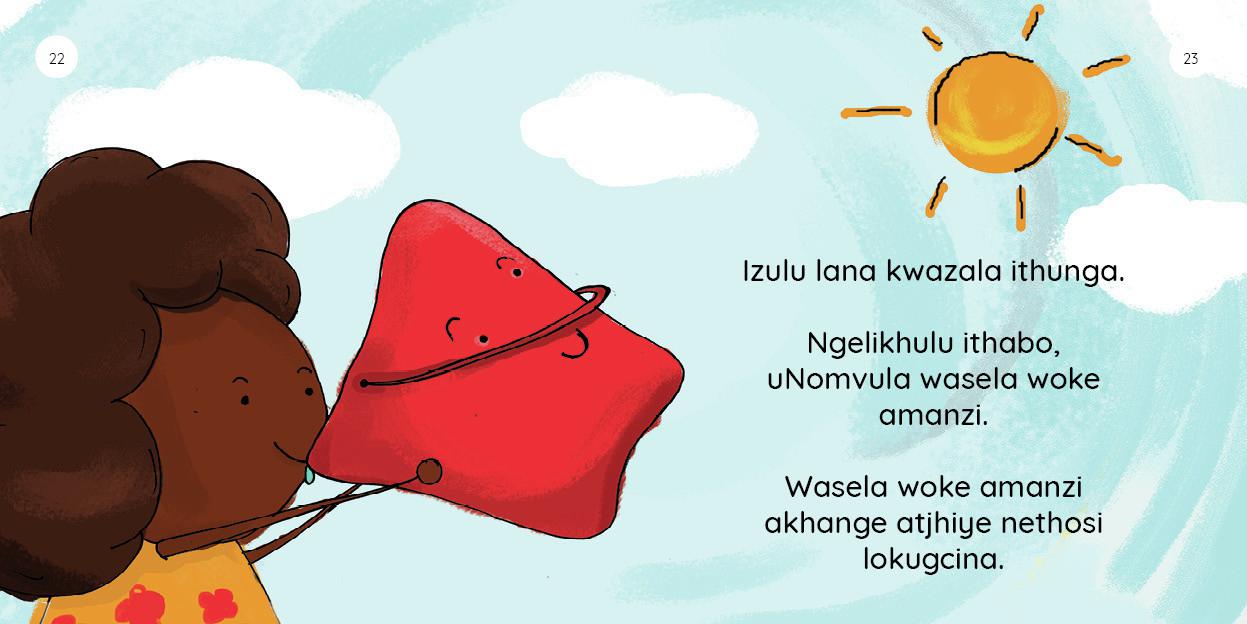 22
23
Izulu lana kwazala ithunga.
Ngelikhulu ithabo,
uNomvula wasela woke
amanzi.
Wasela woke amanzi
akhange atjhiye nethosi
lokugcina.